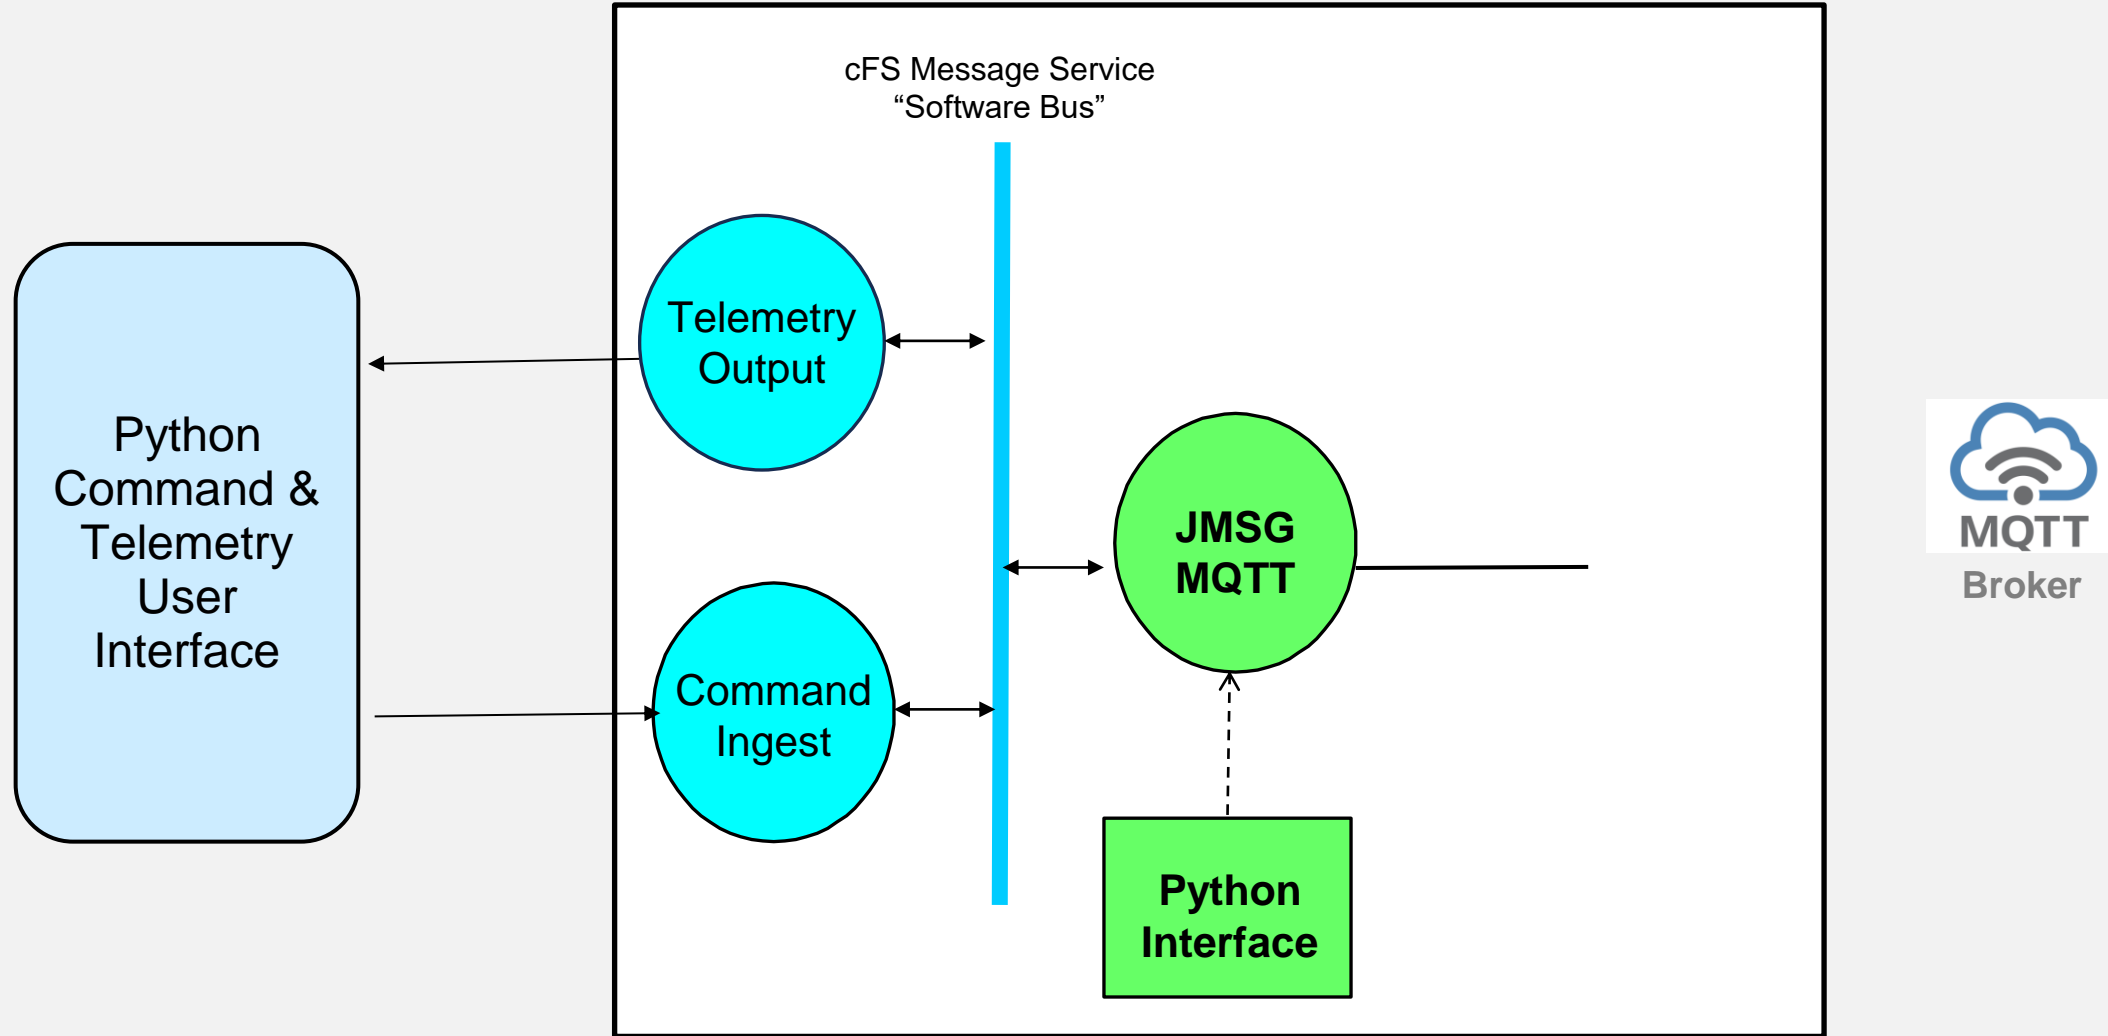 cFS Message Service
“Software Bus”
Telemetry
Output
Python
Command &
Telemetry
User
Interface
JMSG
MQTT
MQTT
Broker
Command
Ingest
Python
Interface